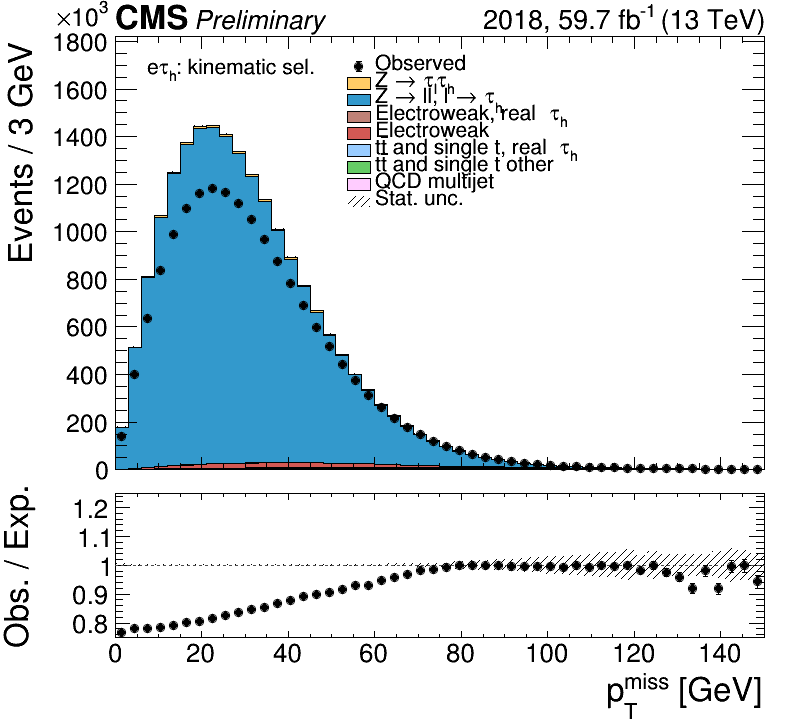 ×10³ CMS Preliminary 2018, 59.7 fb⁻¹ (13 TeV)
Events / 3 GeV
1800
1600
1400
1200
1000
800
600
400
200
0
eτₕ: kinematic sel.
Observed
Z → τₗτₕ
Z → ll, l → τₕ
Electroweak, real τₕ
Electroweak
tt̄ and single t, real τₕ
tt̄ and single t other
QCD multijet
Stat. unc.
Obs. / Exp.
1.2
1.1
1
0.9
0.8
0 20 40 60 80 100 120 140
p_T^miss [GeV]